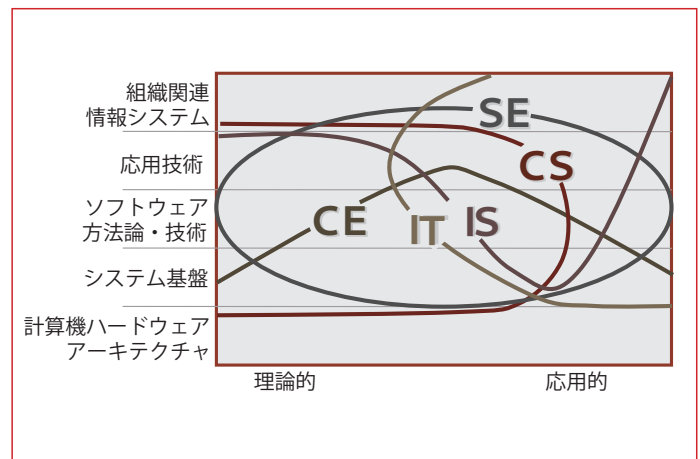 組織関連
情報システム
応用技術
ソフトウェア
方法論・技術
システム基盤
計算機ハードウェア
アーキテクチャ
SE
CS
CE
IT
IS
理論的
応用的